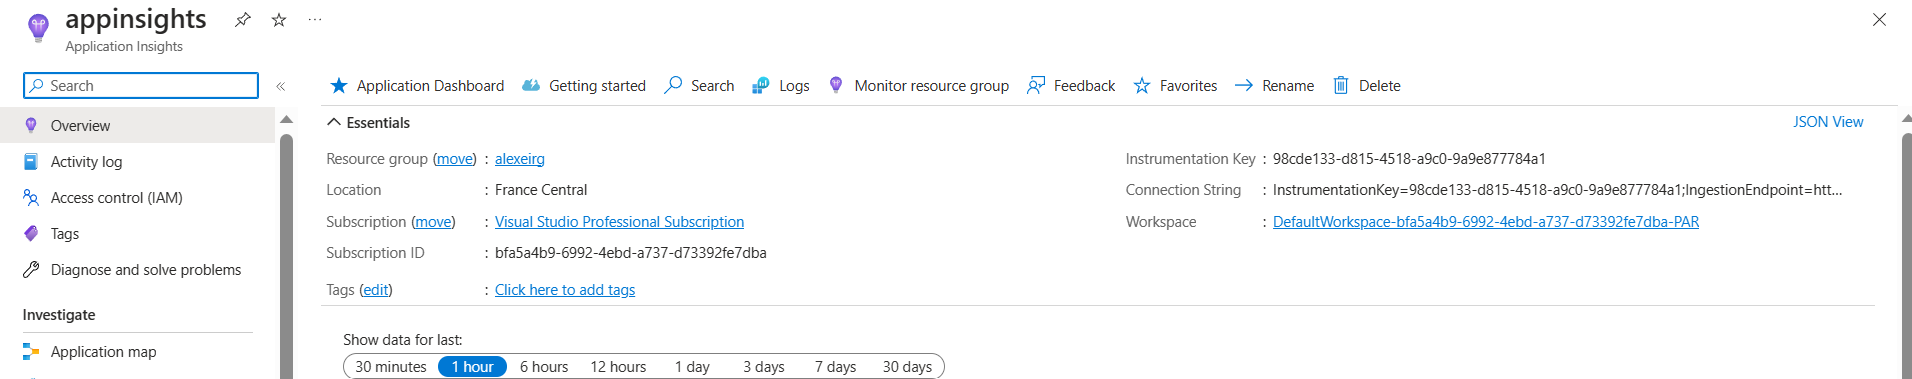 appinsights
Application Insights
Search
Overview
Activity log
Access control (IAM)
Tags
Diagnose and solve problems
Investigate
Application map
Application Dashboard Getting started Search Logs Monitor resource group Feedback Favorites Rename Delete
Essentials JSON View
Resource group (move) : alexeirg
Location : France Central
Subscription (move) : Visual Studio Professional Subscription
Subscription ID : bfa5a4b9-6992-4ebd-a737-d73392fe7dba
Tags (edit) : Click here to add tags
Instrumentation Key : 98cde133-d815-4518-a9c0-9a9e877784a1
Connection String : InstrumentationKey=98cde133-d815-4518-a9c0-9a9e877784a1;IngestionEndpoint=htt...
Workspace : DefaultWorkspace-bfa5a4b9-6992-4ebd-a737-d73392fe7dba-PAR
Show data for last:
30 minutes 1 hour 6 hours 12 hours 1 day 3 days 7 days 30 days